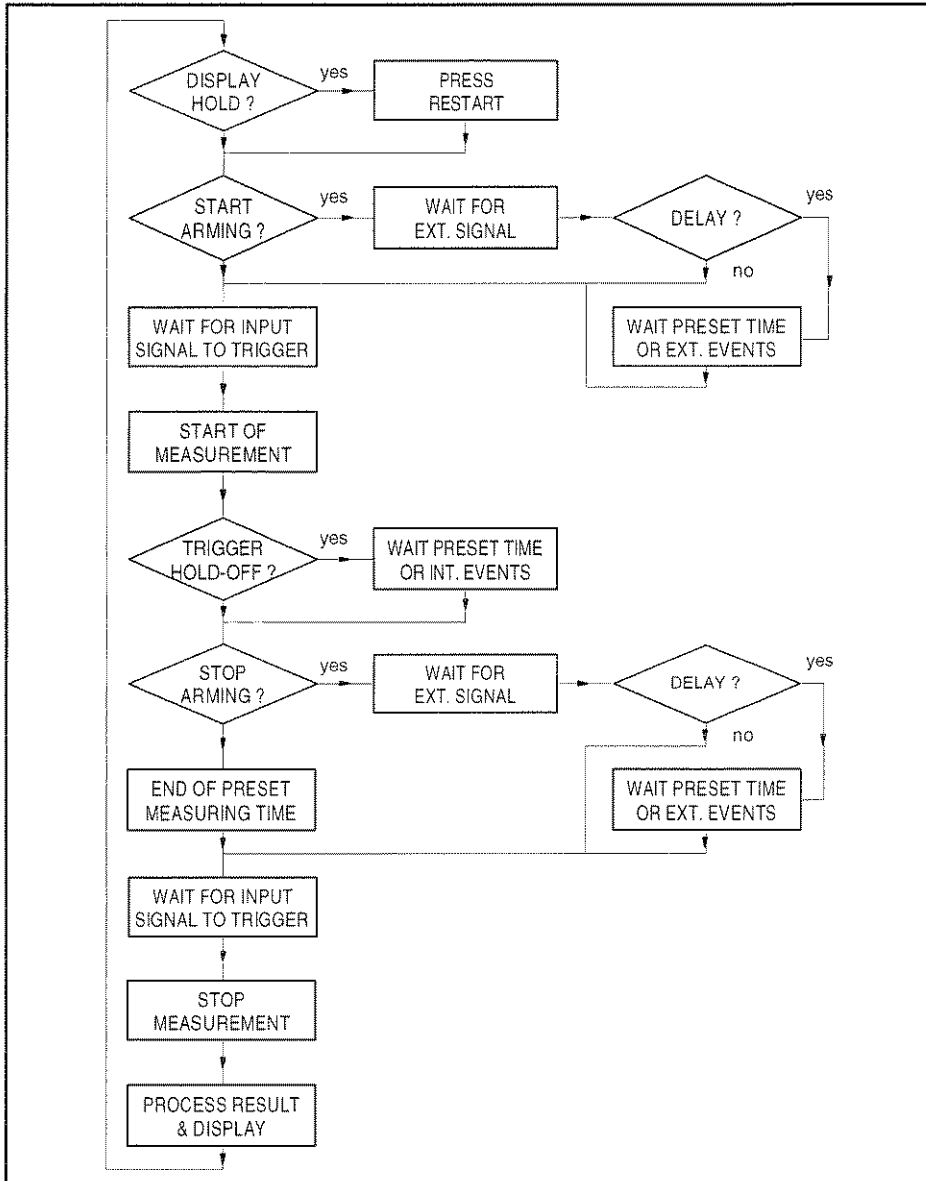 DISPLAY
HOLD ?
yes
PRESS
RESTART
START
ARMING ?
yes
WAIT FOR
EXT. SIGNAL
DELAY ?
yes
no
WAIT FOR INPUT
SIGNAL TO TRIGGER
WAIT PRESET TIME
OR EXT. EVENTS
START OF
MEASUREMENT
TRIGGER
HOLD-OFF ?
yes
WAIT PRESET TIME
OR INT. EVENTS
STOP
ARMING ?
yes
WAIT FOR
EXT. SIGNAL
DELAY ?
yes
no
END OF PRESET
MEASURING TIME
WAIT PRESET TIME
OR EXT. EVENTS
WAIT FOR INPUT
SIGNAL TO TRIGGER
STOP
MEASUREMENT
PROCESS RESULT
& DISPLAY